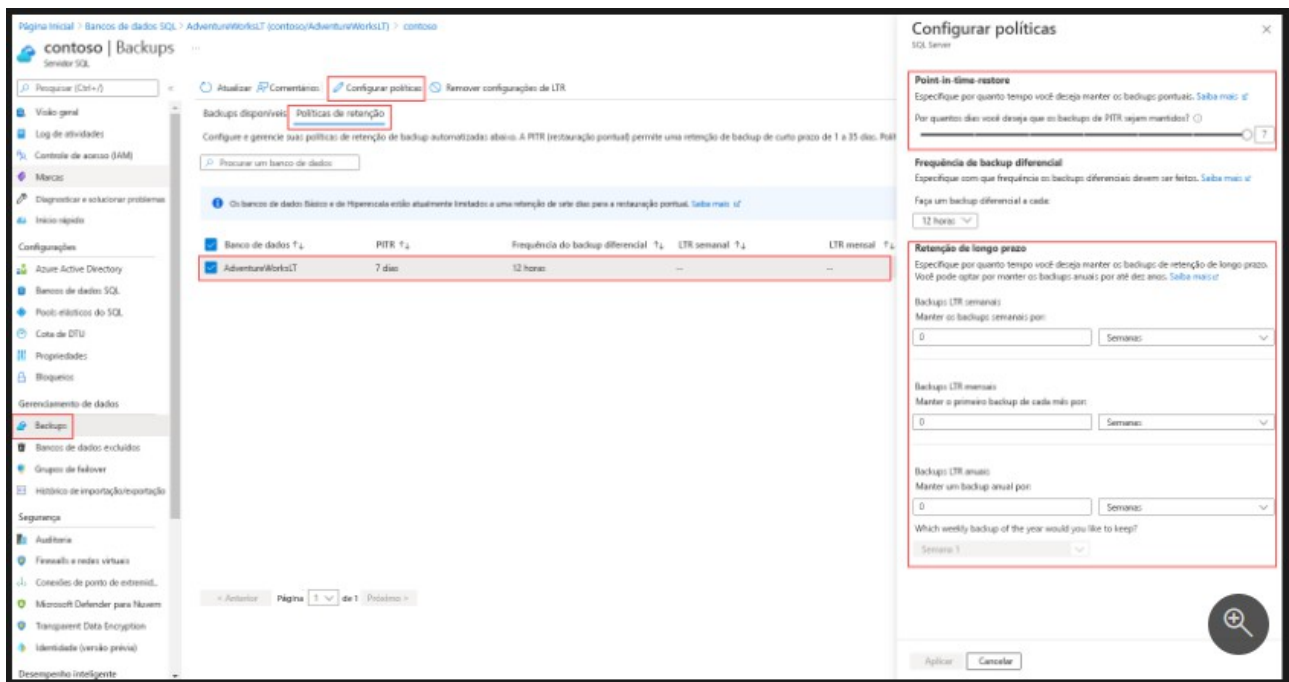 Página Inicial > Bancos de dados SQL > AdventureWorksLT (contoso/AdventureWorksLT) > contoso
contoso | Backups ...
Servidor SQL
Pesquisar (Ctrl+/)
Visão geral
Log de atividades
Controle de acesso (IAM)
Marcas
Diagnosticar e solucionar problemas
Início rápido
Configurações
Azure Active Directory
Bancos de dados SQL
Pools elásticos do SQL
Cota de DTU
Propriedades
Bloqueios
Gerenciamento de dados
Backups
Bancos de dados excluídos
Grupos de failover
Histórico de importação/exportação
Segurança
Auditoria
Firewalls e redes virtuais
Conexões de ponto de extremid...
Microsoft Defender para Nuvem
Transparent Data Encryption
Identidade (versão prévia)
Desempenho inteligente
Atualizar Comentários Configurar políticas Remover configurações de LTR
Backups disponíveis Políticas de retenção
Configure e gerencie suas políticas de retenção de backup automatizadas abaixo. A PITR (restauração pontual) permite uma retenção de backup de curto prazo de 1 a 35 dias. Polít
Procurar um banco de dados
Os bancos de dados Básico e de Hiperescala estão atualmente limitados a uma retenção de sete dias para a restauração pontual. Saiba mais
Banco de dados PITR Frequência do backup diferencial LTR semanal LTR mensal
AdventureWorksLT 7 dias 12 horas -- --
< Anterior Página 1 de 1 Próximo >
Configurar políticas
SQL Server
Point-in-time-restore
Especifique por quanto tempo você deseja manter os backups pontuais. Saiba mais
Por quantos dias você deseja que os backups de PITR sejam mantidos?
7
Frequência de backup diferencial
Especifique com que frequência os backups diferenciais devem ser feitos. Saiba mais
Faça um backup diferencial a cada:
12 horas
Retenção de longo prazo
Especifique por quanto tempo você deseja manter os backups de retenção de longo prazo.
Você pode optar por manter os backups anuais por até dez anos. Saiba mais
Backups LTR semanais
Manter os backups semanais por:
0 Semanas
Backups LTR mensais
Manter o primeiro backup de cada mês por:
0 Semanas
Backups LTR anuais
Manter um backup anual por:
0 Semanas
Which weekly backup of the year would you like to keep?
Semana 1
Aplicar Cancelar